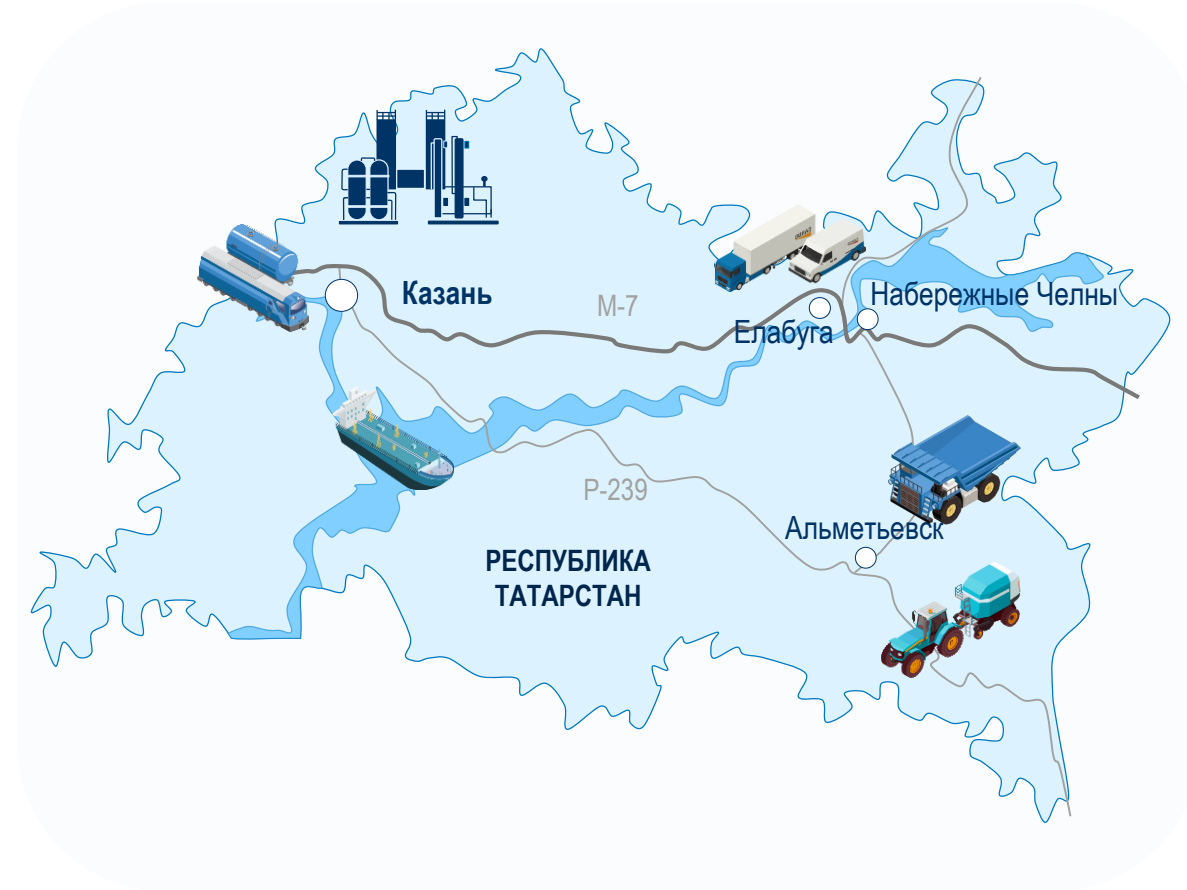 Казань
М-7
Набережные Челны
Елабуга
Р-239
Альметьевск
РЕСПУБЛИКА
ТАТАРСТАН